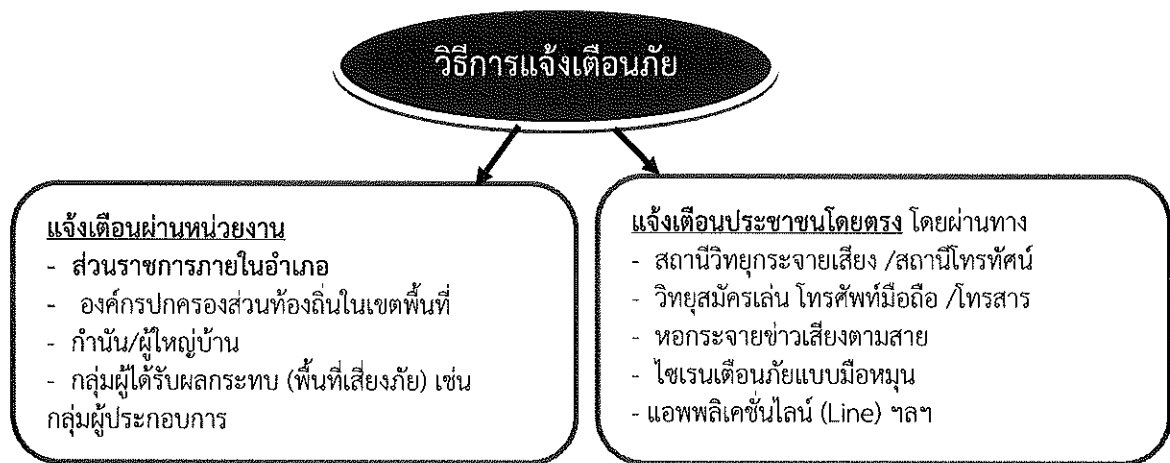 วิธีการแจ้งเตือนภัย
แจ้งเตือนผ่านหน่วยงาน
- ส่วนราชการภายในอำเภอ
- องค์กรปกครองส่วนท้องถิ่นในเขตพื้นที่
- กำนัน/ผู้ใหญ่บ้าน
- กลุ่มผู้ได้รับผลกระทบ (พื้นที่เสี่ยงภัย) เช่น
กลุ่มผู้ประกอบการ
แจ้งเตือนประชาชนโดยตรง โดยผ่านทาง
- สถานีวิทยุกระจายเสียง /สถานีโทรทัศน์
- วิทยุสมัครเล่น โทรศัพท์มือถือ /โทรสาร
- หอกระจายข่าวเสียงตามสาย
- ไซเรนเตือนภัยแบบมือหมุน
- แอพพลิเคชั่นไลน์ (Line) ฯลฯ